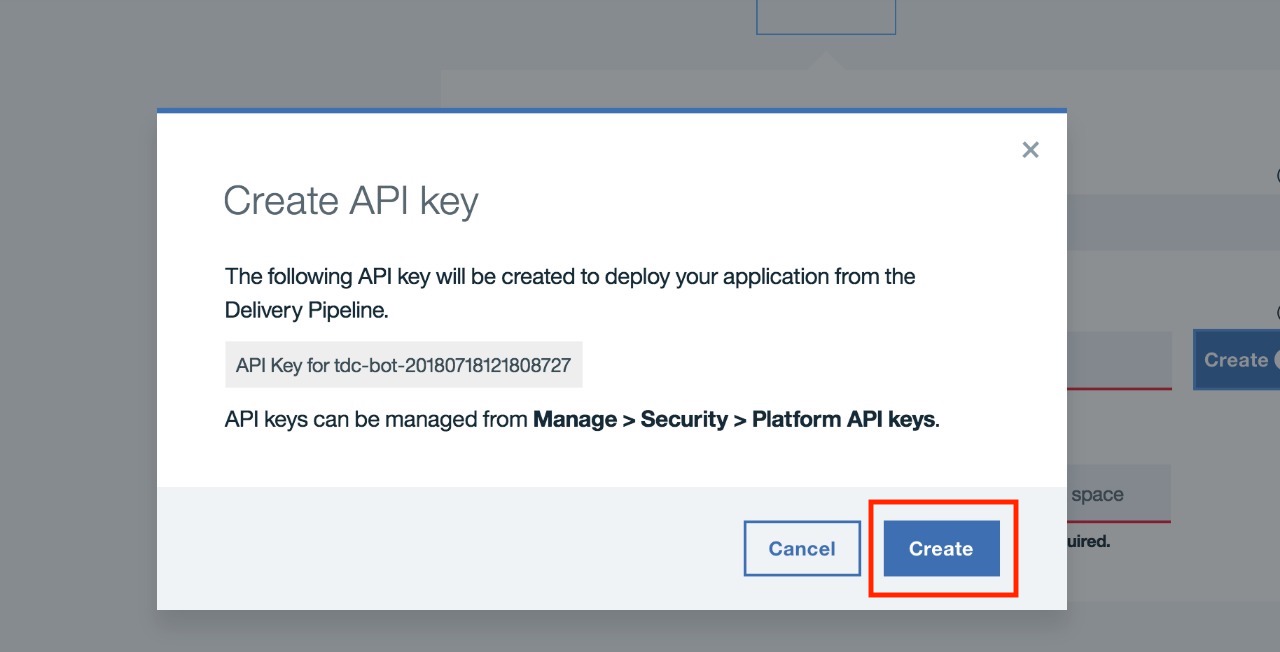 Create API key
The following API key will be created to deploy your application from the
Delivery Pipeline.
API Key for tdc-bot-20180718121808727
API keys can be managed from Manage > Security > Platform API keys.
Create
space
uired.
Cancel
Create